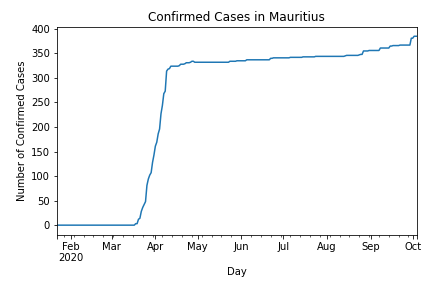 Confirmed Cases in Mauritius
400
350
300
250
200
150
100
50
0
Number of Confirmed Cases
Feb Mar Apr May Jun Jul Aug Sep Oct
2020
Day